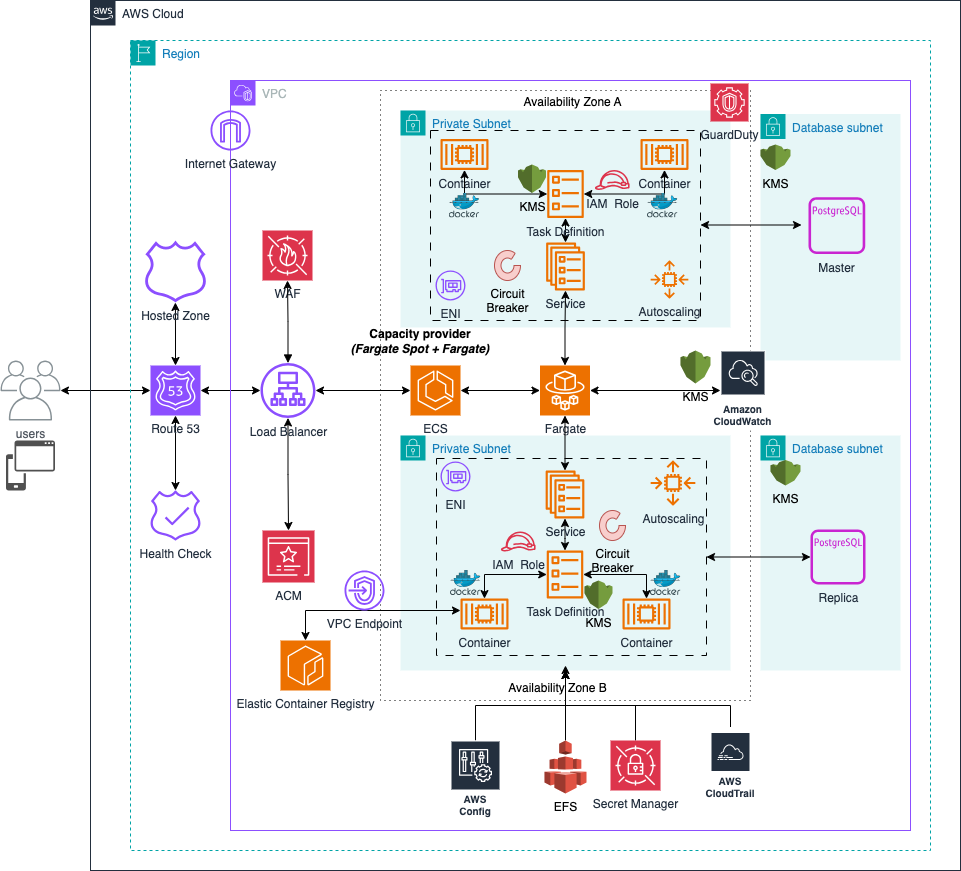 aws
AWS Cloud
Region
VPC
Internet Gateway
Availability Zone A
GuardDuty
Private Subnet
Database subnet
Container
Container
KMS
docker
KMS
IAM Role
docker
Task Definition
PostgreSQL
Master
WAF
Hosted Zone
ENI
Circuit
Breaker
Service
Autoscaling
Capacity provider
(Fargate Spot + Fargate)
users
53
Route 53
Load Balancer
ECS
Fargate
KMS
Amazon
CloudWatch
Private Subnet
Database subnet
ENI
Service
Autoscaling
KMS
Health Check
IAM Role
Circuit
Breaker
PostgreSQL
Replica
docker
docker
ACM
VPC Endpoint
Task Definition
KMS
Container
Container
Elastic Container Registry
Availability Zone B
AWS
Config
EFS
Secret Manager
AWS
CloudTrail